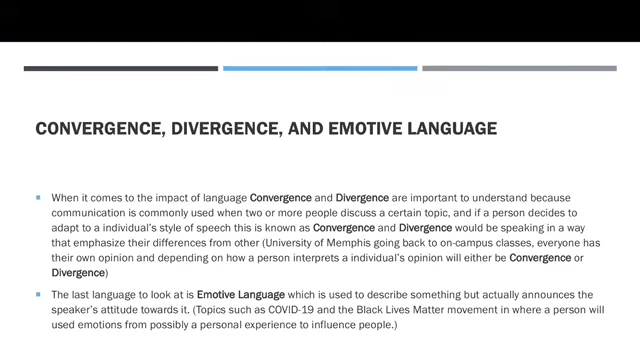 CONVERGENCE, DIVERGENCE, AND EMOTIVE LANGUAGE
When it comes to the impact of language Convergence and Divergence are important to understand because
communication is commonly used when two or more people discuss a certain topic, and if a person decides to
adapt to a individual's style of speech this is known as Convergence and Divergence would be speaking in a way
that emphasize their differences from other (University of Memphis going back to on-campus classes, everyone has
their own opinion and depending on how a person interprets a individual's opinion will either be Convergence or
Divergence)
The last language to look at is Emotive Language which is used to describe something but actually announces the
speaker's attitude towards it. (Topics such as COVID-19 and the Black Lives Matter movement in where a person will
used emotions from possibly a personal experience to influence people.)